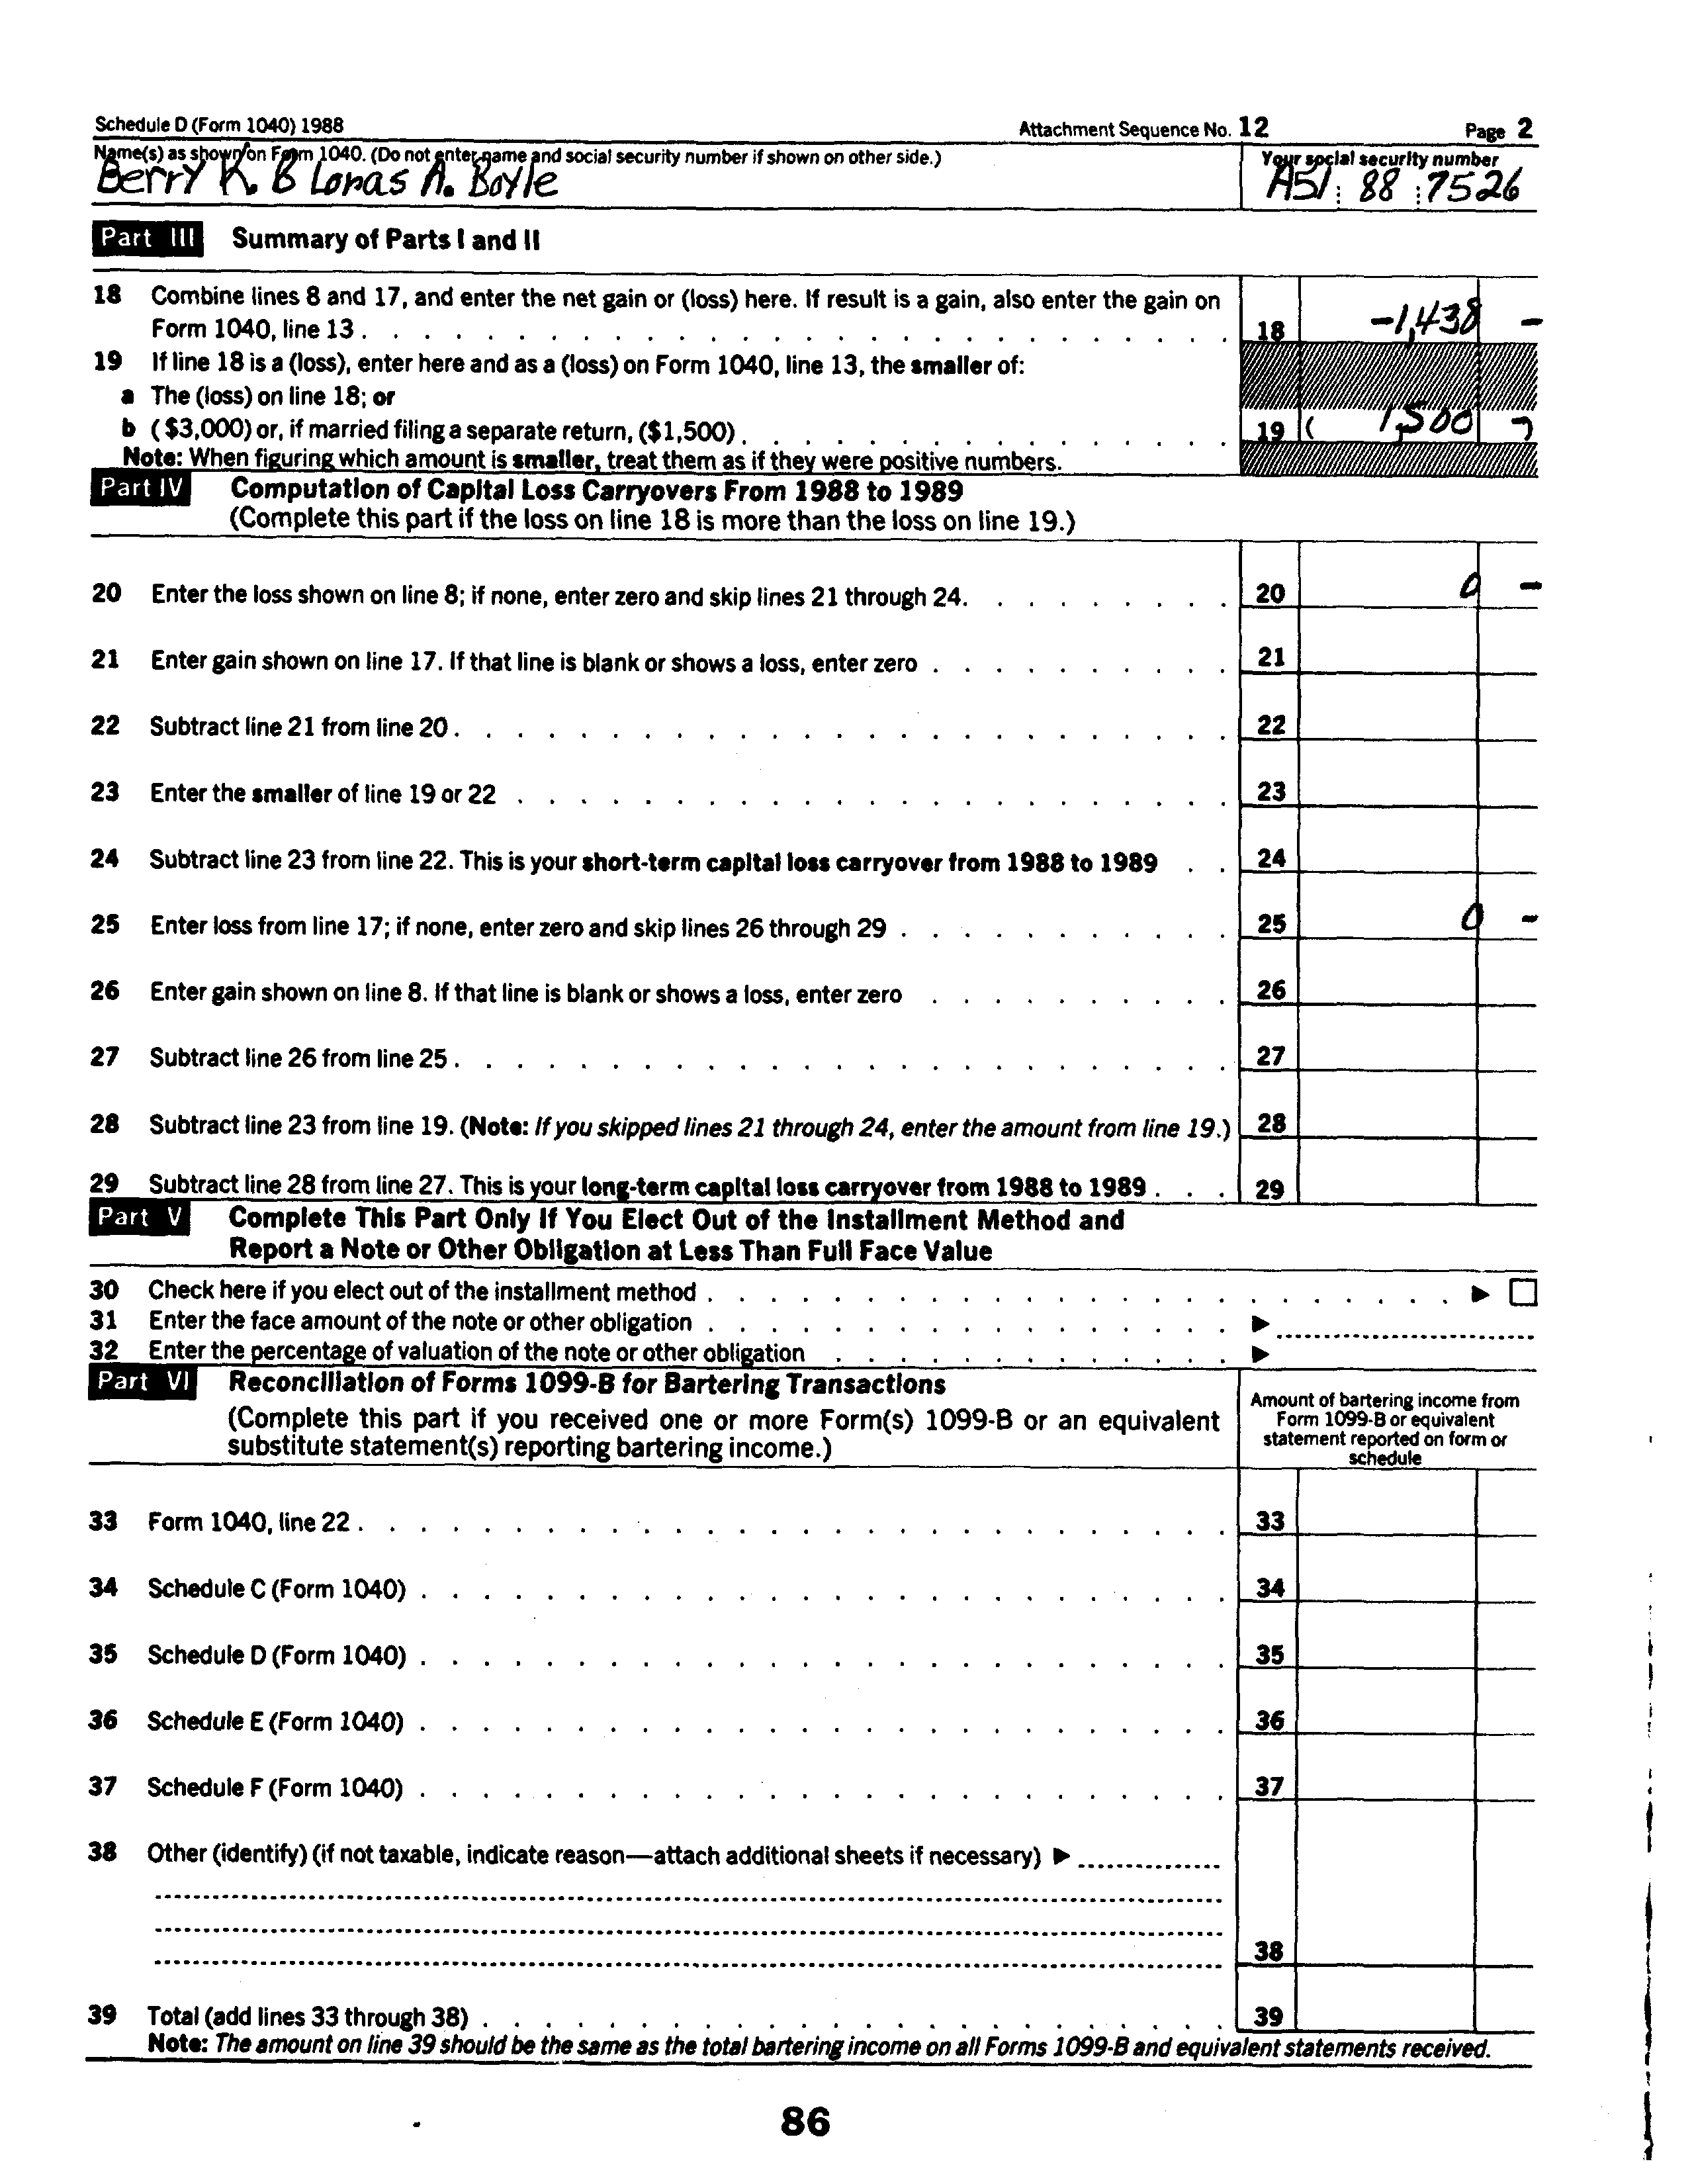 Schedule D (Form 1040) 1988 Attachment Sequence No. 12 Page 2
Name(s) as shown on Form 1040. (Do not enter name and social security number if shown on other side.) Your social security number
Berry K. B Lonas A. Boyle A51 88 7526
Part III Summary of Parts I and II
18 Combine lines 8 and 17, and enter the net gain or (loss) here. If result is a gain, also enter the gain on
Form 1040, line 13 . . . 18 -1,438 -
19 If line 18 is a (loss), enter here and as a (loss) on Form 1040, line 13, the smaller of:
a The (loss) on line 18; or
b ($3,000) or, if married filing a separate return, ($1,500) . . . 19 ( 1,500 )
Note: When figuring which amount is smaller, treat them as if they were positive numbers.
Part IV Computation of Capital Loss Carryovers From 1988 to 1989
(Complete this part if the loss on line 18 is more than the loss on line 19.)
20 Enter the loss shown on line 8; if none, enter zero and skip lines 21 through 24. . . . 20 0 -
21 Enter gain shown on line 17. If that line is blank or shows a loss, enter zero . . . 21
22 Subtract line 21 from line 20 . . . 22
23 Enter the smaller of line 19 or 22 . . . 23
24 Subtract line 23 from line 22. This is your short-term capital loss carryover from 1988 to 1989 . . 24
25 Enter loss from line 17; if none, enter zero and skip lines 26 through 29 . . . 25 0 -
26 Enter gain shown on line 8. If that line is blank or shows a loss, enter zero . . . 26
27 Subtract line 26 from line 25 . . . 27
28 Subtract line 23 from line 19. (Note: If you skipped lines 21 through 24, enter the amount from line 19.) 28
29 Subtract line 28 from line 27. This is your long-term capital loss carryover from 1988 to 1989 . . . 29
Part V Complete This Part Only If You Elect Out of the Installment Method and
Report a Note or Other Obligation at Less Than Full Face Value
30 Check here if you elect out of the installment method . . . ▶ □
31 Enter the face amount of the note or other obligation . . . ▶
32 Enter the percentage of valuation of the note or other obligation . . . ▶
Part VI Reconciliation of Forms 1099-B for Bartering Transactions
(Complete this part if you received one or more Form(s) 1099-B or an equivalent
substitute statement(s) reporting bartering income.)
Amount of bartering income from
Form 1099-B or equivalent
statement reported on form or
schedule
33 Form 1040, line 22 . . . 33
34 Schedule C (Form 1040) . . . 34
35 Schedule D (Form 1040) . . . 35
36 Schedule E (Form 1040) . . . 36
37 Schedule F (Form 1040) . . . 37
38 Other (identify) (if not taxable, indicate reason—attach additional sheets if necessary) ▶
38
39 Total (add lines 33 through 38) . . . 39
Note: The amount on line 39 should be the same as the total bartering income on all Forms 1099-B and equivalent statements received.
86